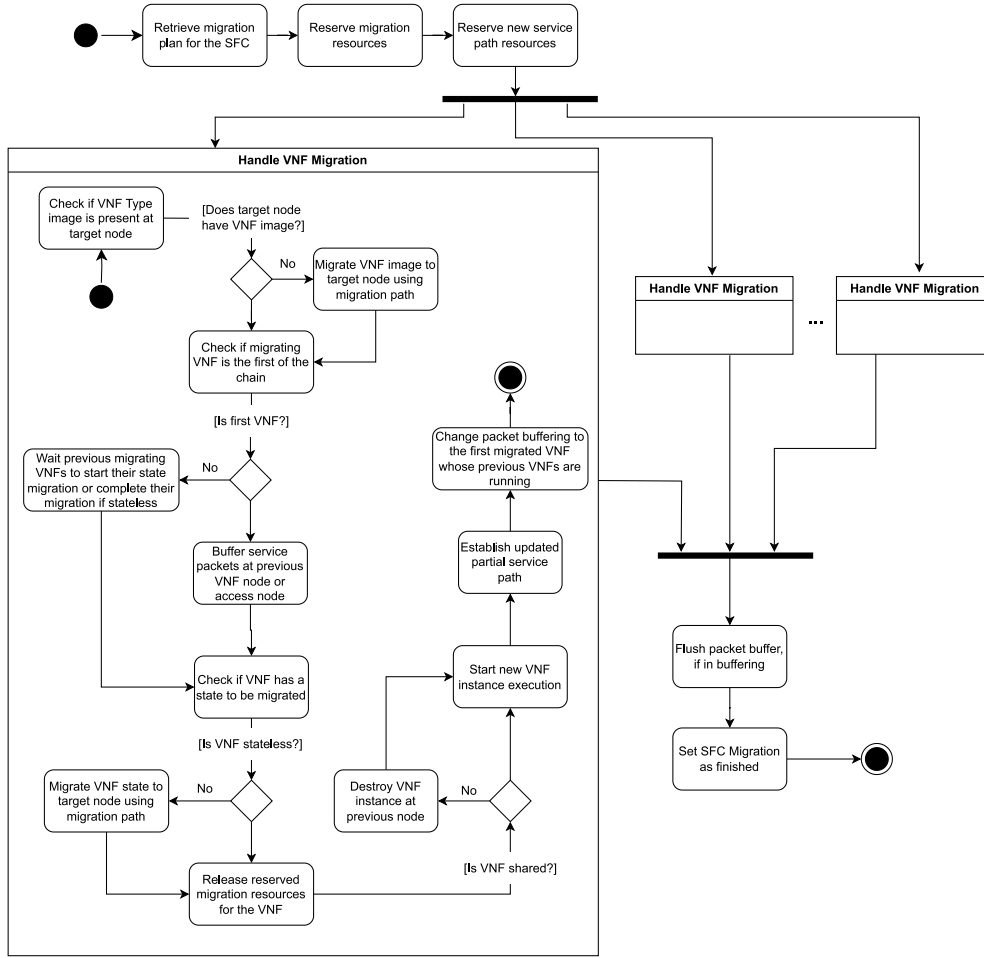 Retrieve migration
plan for the SFC
Reserve migration
resources
Reserve new service
path resources
Handle VNF Migration
Check if VNF Type
image is present at
target node
[Does target node
have VNF image?]
No
Migrate VNF image to
target node using
migration path
Check if migrating
VNF is the first of the
chain
[Is first VNF?]
No
Wait previous migrating
VNFs to start their state
migration or complete their
migration if stateless
Buffer service
packets at previous
VNF node or
access node
Check if VNF has a
state to be migrated
[Is VNF stateless?]
No
Migrate VNF state to
target node using
migration path
Release reserved
migration resources
for the VNF
[Is VNF shared?]
No
Destroy VNF
instance at
previous node
Start new VNF
instance execution
Establish updated
partial service
path
Change packet buffering to
the first migrated VNF
whose previous VNFs are
running
Handle VNF Migration
...
Handle VNF Migration
Flush packet buffer,
if in buffering
Set SFC Migration
as finished